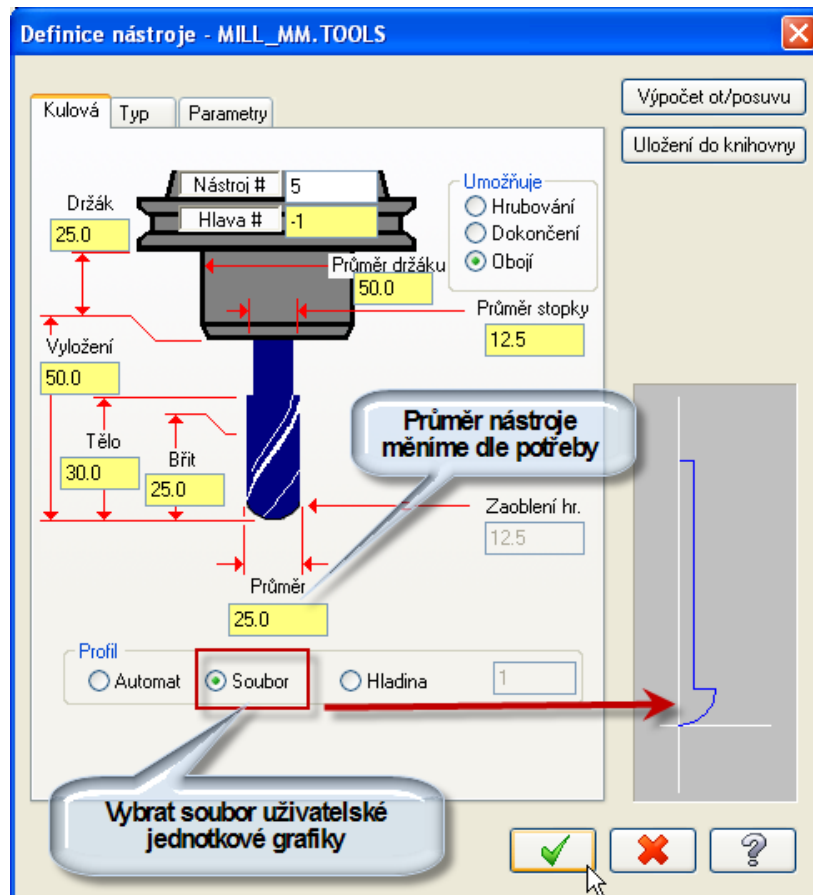 Definice nástroje - MILL_MM.TOOLS
Výpočet ot/posuvu
Uložení do knihovny
Kulová
Typ
Parametry
Nástroj #
5
Hlava #
-1
Umožňuje
Hrubování
Dokončení
Obojí
Držák
25.0
Průměr držáku
50.0
Průměr stopky
12.5
Vyložení
50.0
Tělo
30.0
Břit
25.0
Průměr nástroje
měníme dle potřeby
Zaoblení hr.
12.5
Průměr
25.0
Profil
Automat
Soubor
Hladina
1
Vybrat soubor uživatelské
jednotkové grafiky